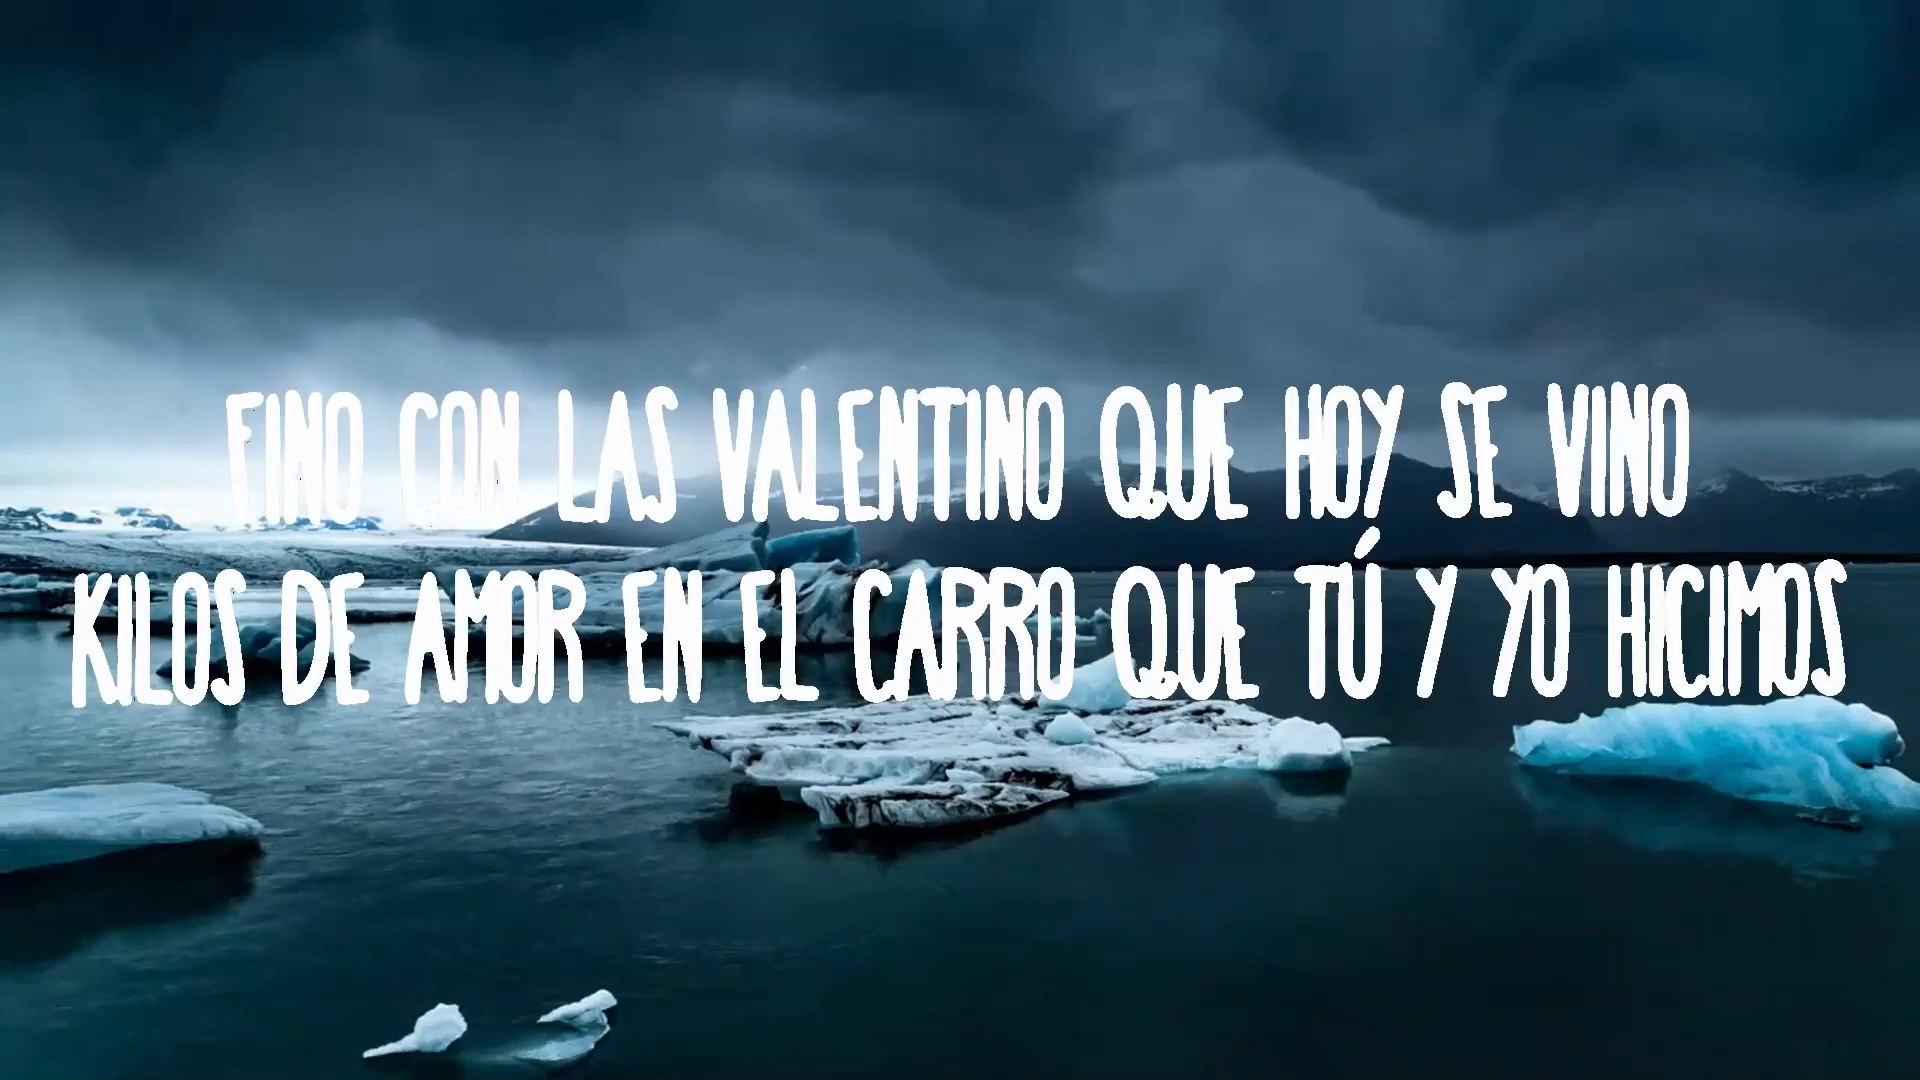 FINO CON LAS VALENTINO QUE HOY SE VINO
KILOS DE AMOR EN EL CARRO QUE TÚ Y YO HICIMOS